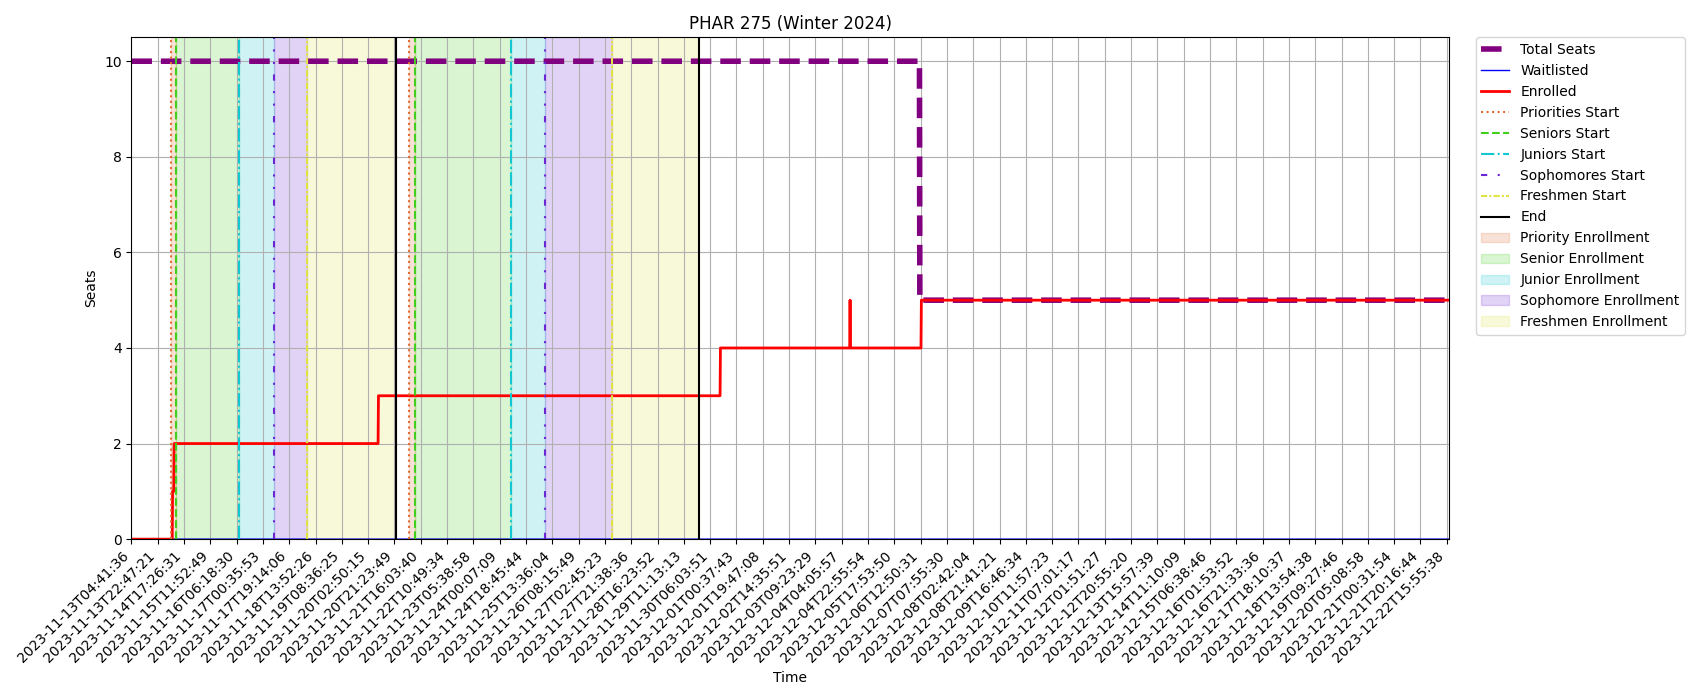 PHAR 275 (Winter 2024)
Seats
10
8
6
4
2
0
2023-11-13T04:41:36
2023-11-13T22:47:21
2023-11-14T17:26:31
2023-11-15T11:52:49
2023-11-16T06:18:30
2023-11-17T00:35:53
2023-11-17T19:14:06
2023-11-18T13:52:26
2023-11-19T08:36:25
2023-11-20T02:50:15
2023-11-20T21:23:49
2023-11-21T16:03:40
2023-11-22T10:49:34
2023-11-23T05:38:58
2023-11-24T00:07:09
2023-11-24T18:45:44
2023-11-25T13:36:04
2023-11-26T08:15:49
2023-11-27T02:45:23
2023-11-27T21:38:36
2023-11-28T16:23:52
2023-11-29T11:13:13
2023-11-30T06:03:51
2023-12-01T00:37:43
2023-12-01T19:47:08
2023-12-02T14:35:51
2023-12-03T09:23:29
2023-12-04T04:05:57
2023-12-04T22:55:54
2023-12-05T17:53:50
2023-12-06T12:50:31
2023-12-07T07:55:30
2023-12-08T02:42:04
2023-12-08T21:41:21
2023-12-09T16:46:34
2023-12-10T11:57:23
2023-12-11T07:01:17
2023-12-12T01:51:27
2023-12-12T20:55:20
2023-12-13T15:57:39
2023-12-14T11:10:09
2023-12-15T06:38:46
2023-12-16T01:53:52
2023-12-16T21:33:36
2023-12-17T18:10:37
2023-12-18T13:54:38
2023-12-19T09:27:46
2023-12-20T05:08:58
2023-12-21T00:31:54
2023-12-21T20:16:44
2023-12-22T15:55:38
Time
Total Seats
Waitlisted
Enrolled
Priorities Start
Seniors Start
Juniors Start
Sophomores Start
Freshmen Start
End
Priority Enrollment
Senior Enrollment
Junior Enrollment
Sophomore Enrollment
Freshmen Enrollment